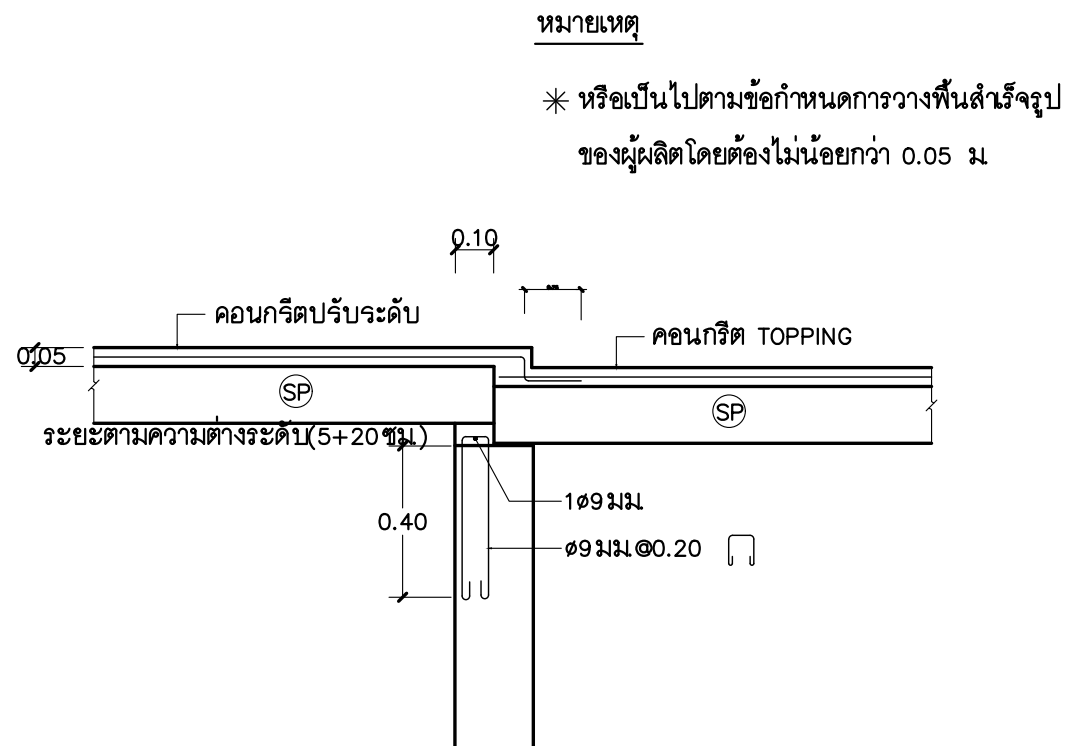 หมายเหตุ
✳ หรือเป็นไปตามข้อกำหนดการวางพื้นสำเร็จรูป
ของผู้ผลิตโดยต้องไม่น้อยกว่า 0.05 ม.
0.10
คอนกรีตปรับระดับ
คอนกรีต TOPPING
0.05
SP
SP
ระยะตามความต่างระดับ(5+20ซม.)
0.40
1ø9มม.
ø9มม.@0.20